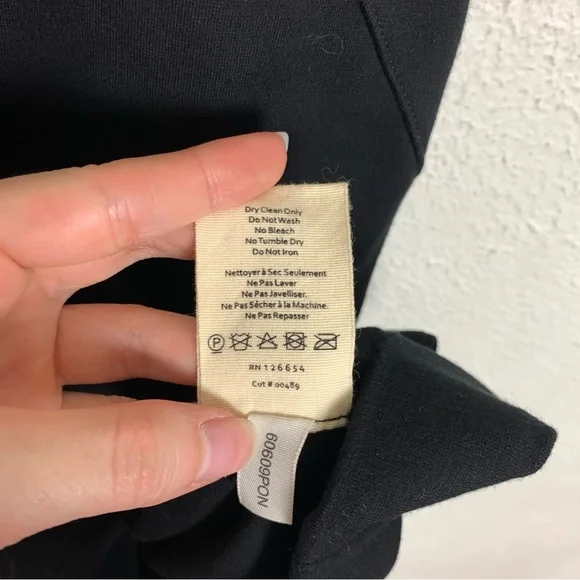 Dry Clean Only
Do Not Wash
No Bleach
No Tumble Dry
Do Not Iron
Nettoyer à Sec Seulement
Ne Pas Laver
Ne Pas Javelliser.
Ne Pas Sécher à la Machine
Ne Pas Repasser
P
RN 126654
Cut # 00489
60609PON